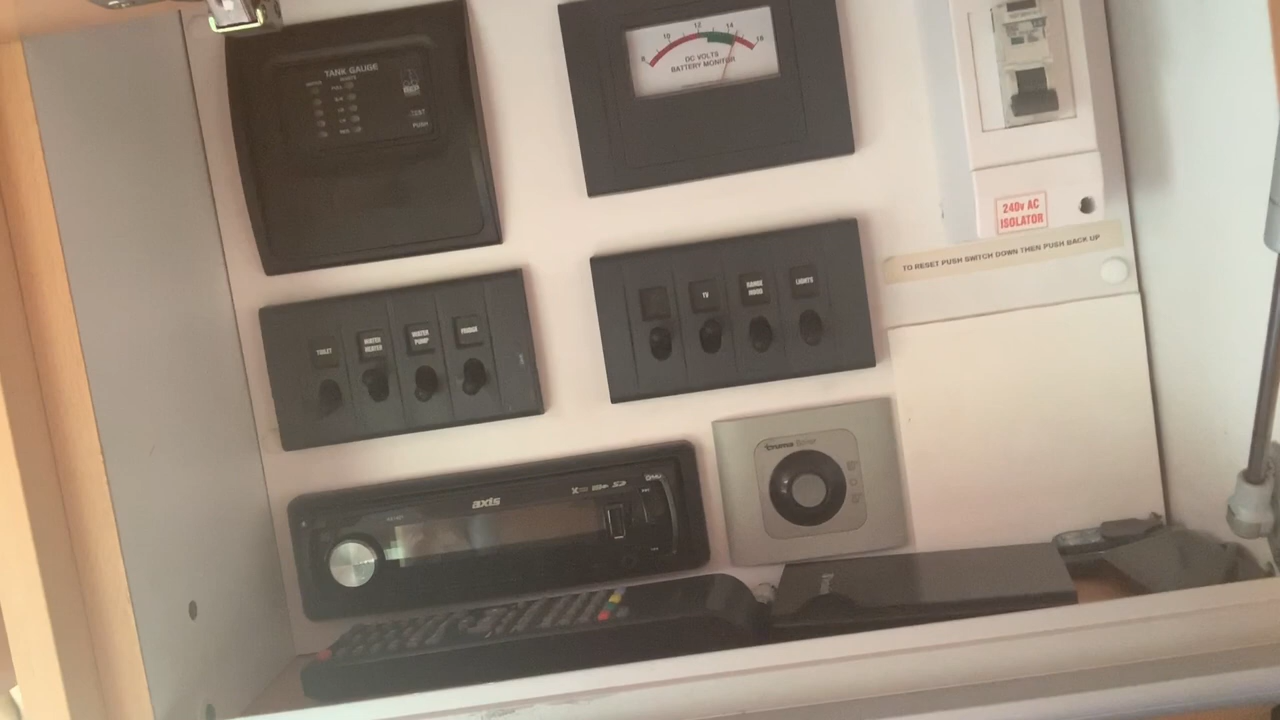 TANK GAUGE
FULL
TEST
PUSH
8 10 12 14 16
DC VOLTS
BATTERY MONITOR
240v AC
ISOLATOR
TO RESET PUSH SWITCH DOWN THEN PUSH BACK UP
TOILET
WATER
HEATER
WATER
PUMP
FRIDGE
TV
RANGE
HOOD
LIGHTS
axis
truma